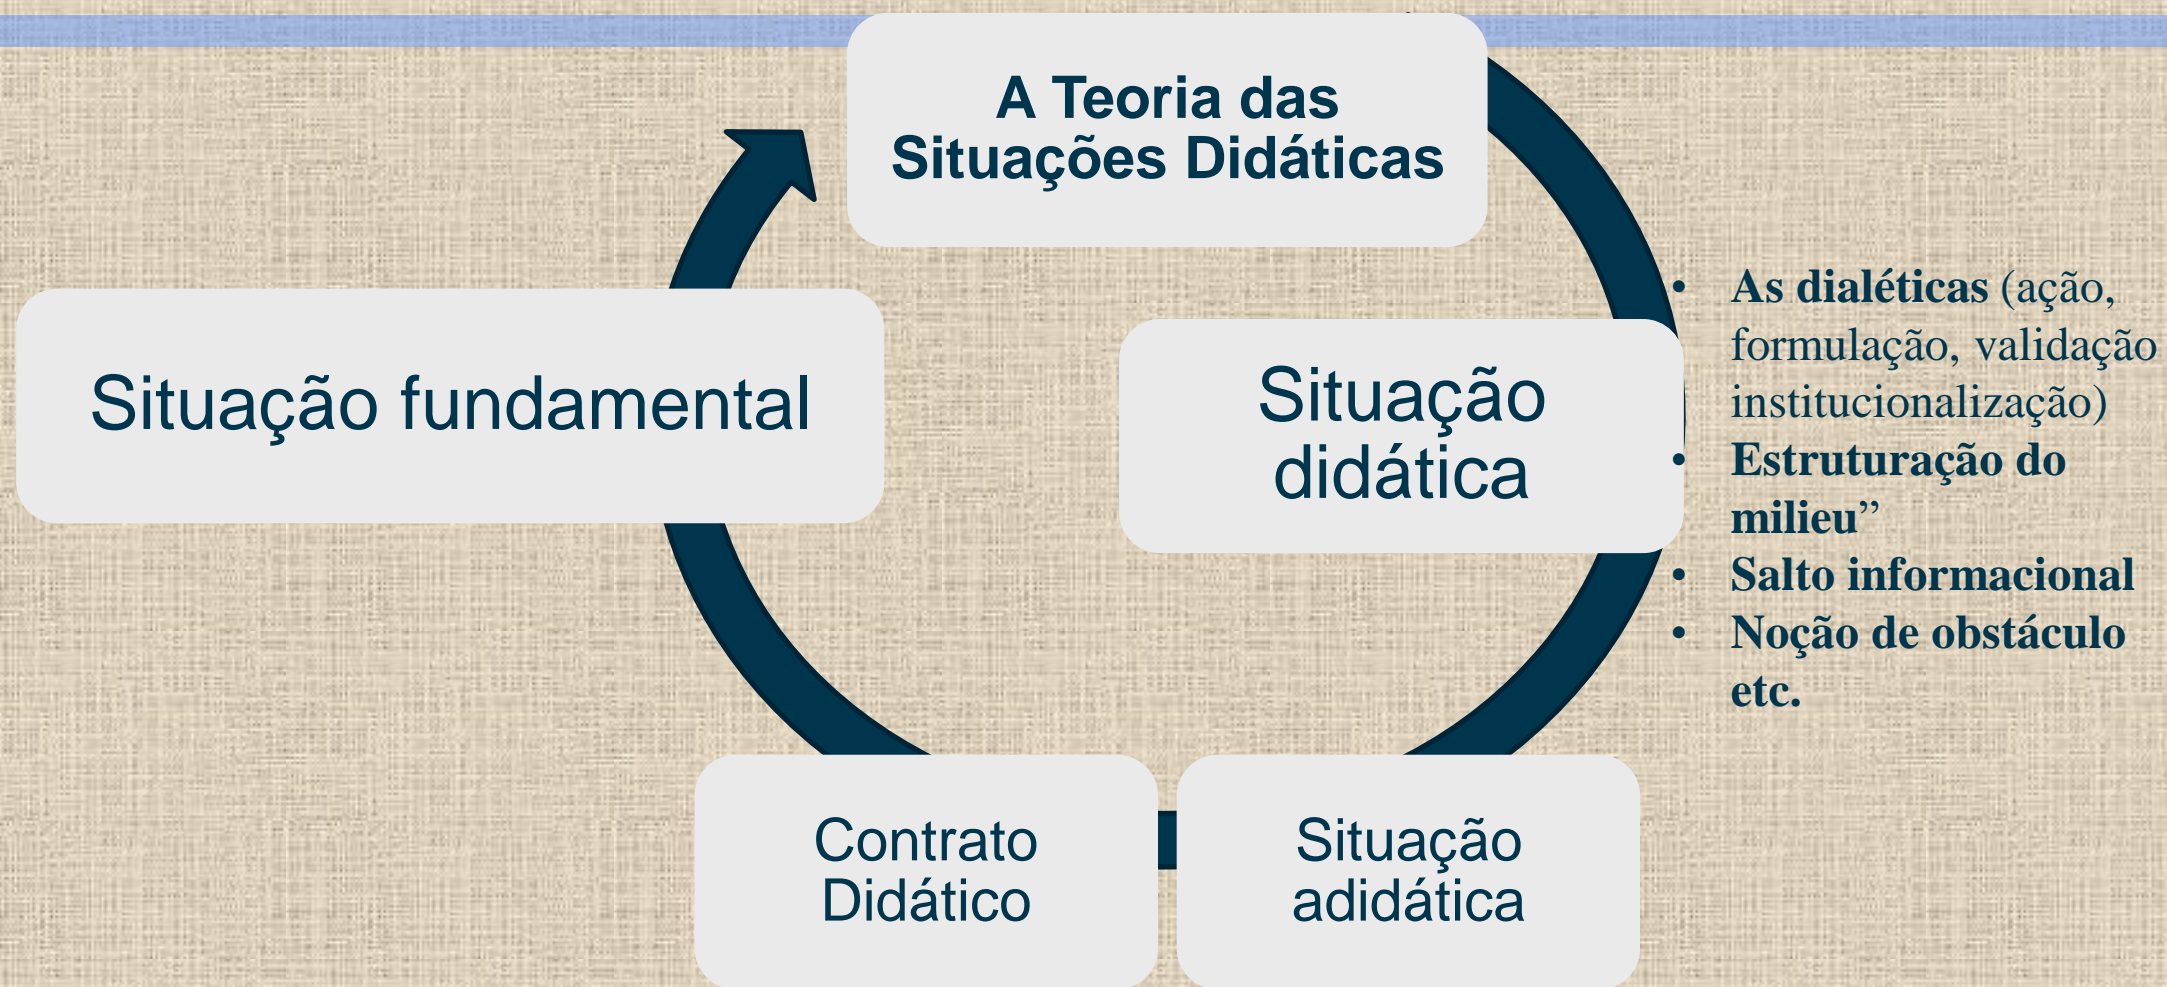 A Teoria das
Situações Didáticas
Situação fundamental
Situação
didática
• As dialéticas (ação,
formulação, validação
institucionalização)
• Estruturação do
milieu”
• Salto informacional
• Noção de obstáculo
etc.
Contrato
Didático
Situação
adidática